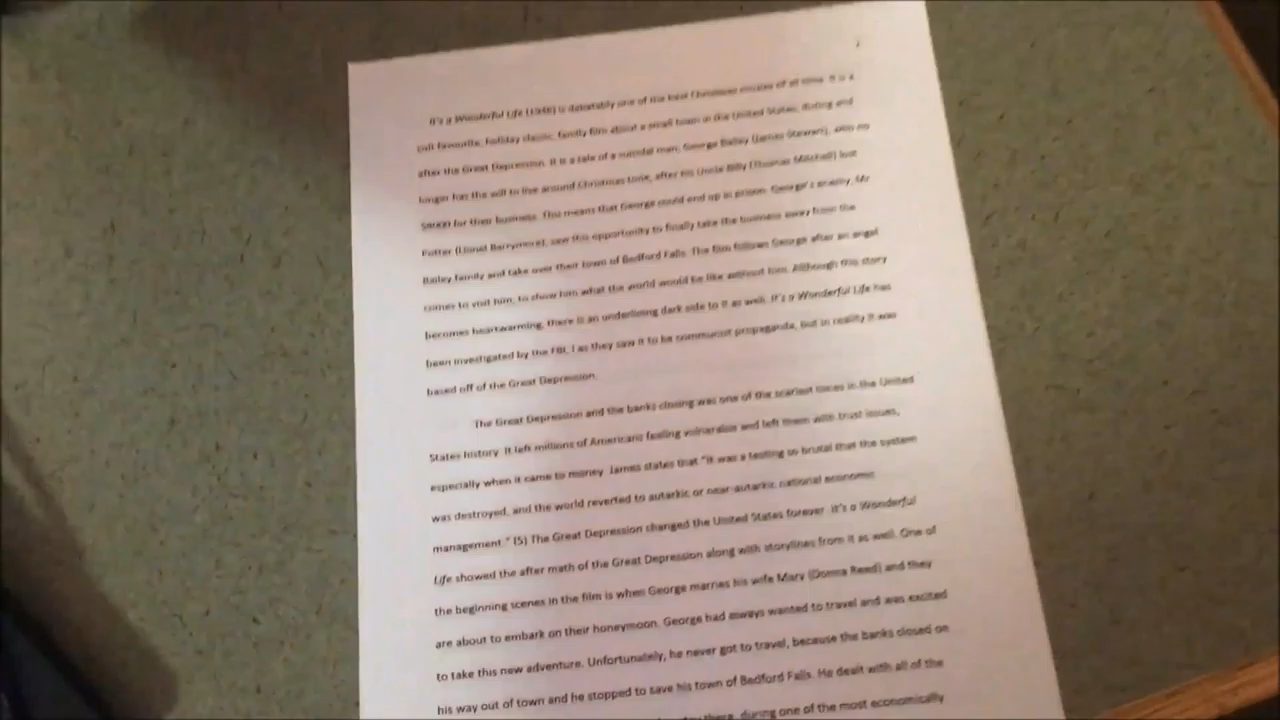 It's a Wonderful Life (1946) is debatably one of the best Christmas movies of all time. It is a
cult favourite, holiday classic, family film about a small town in the United States, during and
after the Great Depression. It is a tale of a suicidal man, George Bailey (James Stewart), who no
longer has the will to live around Christmas time, after his Uncle Billy (Thomas Mitchell) lost
$8000 for their business. This means that George could end up in prison. George's enemy, Mr
Potter (Lionel Barrymore), saw this opportunity to finally take the business away from the
Bailey family and take over their town of Bedford Falls. The film follows George after an angel
comes to visit him, to show him what the world would be like without him. Although this story
becomes heartwarming, there is an underlining dark side to it as well. It's a Wonderful Life has
been investigated by the FBI, as they saw it to be communist propaganda, but in reality it was
based off of the Great Depression.
The Great Depression and the banks closing was one of the scariest times in the United
States history. It left millions of Americans feeling vulnerable and left them with trust issues,
especially when it came to money. James states that "it was a testing so brutal that the system
was destroyed, and the world reverted to autarkic or near-autarkic national economic
management." (5) The Great Depression changed the United States forever. It's a Wonderful
Life showed the after math of the Great Depression along with storylines from it as well. One of
the beginning scenes in the film is when George marries his wife Mary (Donna Reed) and they
are about to embark on their honeymoon. George had always wanted to travel and was excited
to take this new adventure. Unfortunately, he never got to travel, because the banks closed on
his way out of town and he stopped to save his town of Bedford Falls. He dealt with all of the
there, during one of the most economically